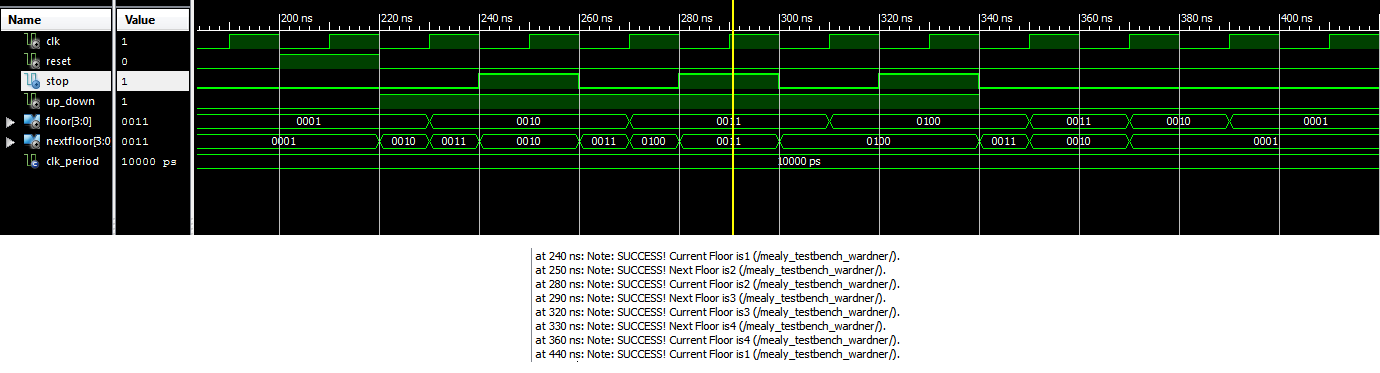 Name Value 200 ns 220 ns 240 ns 260 ns 280 ns 300 ns 320 ns 340 ns 360 ns 380 ns 400 ns
clk 1
reset 0
stop 1
up_down 1
floor[3:0] 0011 0001 0010 0011 0100 0011 0010 0001
nextfloor[3:0 0011 0001 0010 0011 0010 0011 0100 0011 0100 0011 0010 0001
clk_period 10000 ps 10000 ps
at 240 ns: Note: SUCCESS! Current Floor is1 (/mealy_testbench_wardner/).
at 250 ns: Note: SUCCESS! Next Floor is2 (/mealy_testbench_wardner/).
at 280 ns: Note: SUCCESS! Current Floor is2 (/mealy_testbench_wardner/).
at 290 ns: Note: SUCCESS! Next Floor is3 (/mealy_testbench_wardner/).
at 320 ns: Note: SUCCESS! Current Floor is3 (/mealy_testbench_wardner/).
at 330 ns: Note: SUCCESS! Next Floor is4 (/mealy_testbench_wardner/).
at 360 ns: Note: SUCCESS! Current Floor is4 (/mealy_testbench_wardner/).
at 440 ns: Note: SUCCESS! Current Floor is1 (/mealy_testbench_wardner/).